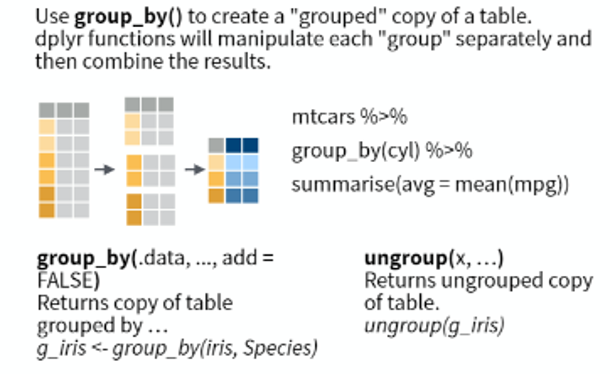 Use group_by() to create a "grouped" copy of a table.
dplyr functions will manipulate each "group" separately and
then combine the results.
mtcars %>%
group_by(cyl) %>%
summarise(avg = mean(mpg))
group_by(.data, ..., add =
FALSE)
Returns copy of table
grouped by …
g_iris <- group_by(iris, Species)
ungroup(x, …)
Returns ungrouped copy
of table.
ungroup(g_iris)